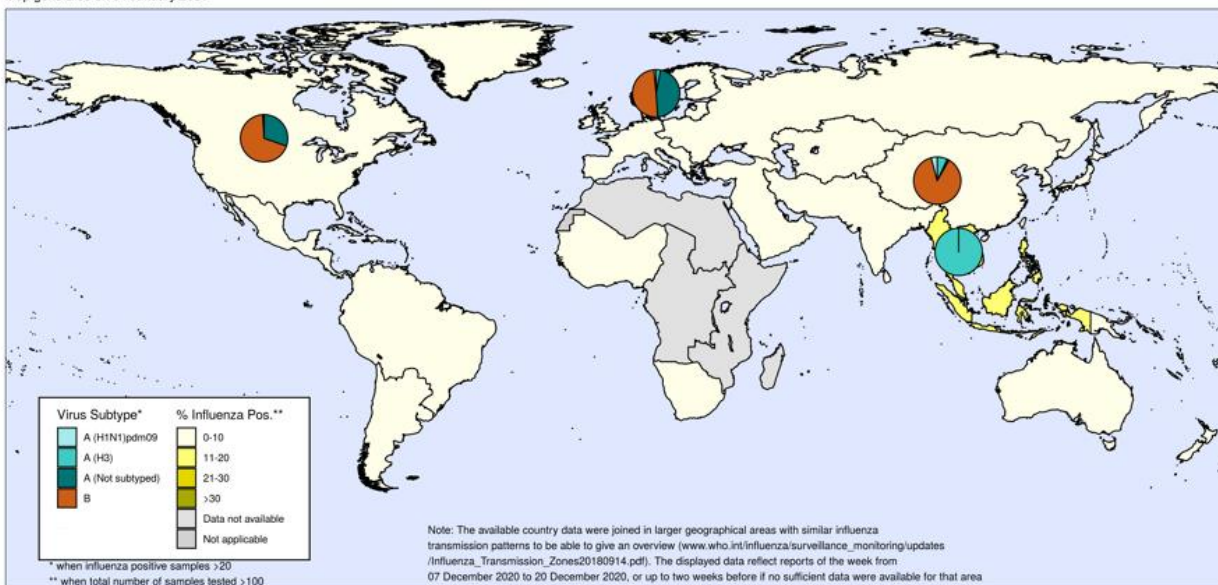 Virus Subtype*
A (H1N1)pdm09
A (H3)
A (Not subtyped)
B
% Influenza Pos.**
0-10
11-20
21-30
>30
Data not available
Not applicable
* when influenza positive samples >20
** when total number of samples tested >100
Note: The available country data were joined in larger geographical areas with similar influenza
transmission patterns to be able to give an overview (www.who.int/influenza/surveillance_monitoring/updates
/Influenza_Transmission_Zones20180914.pdf). The displayed data reflect reports of the week from
07 December 2020 to 20 December 2020, or up to two weeks before if no sufficient data were available for that area